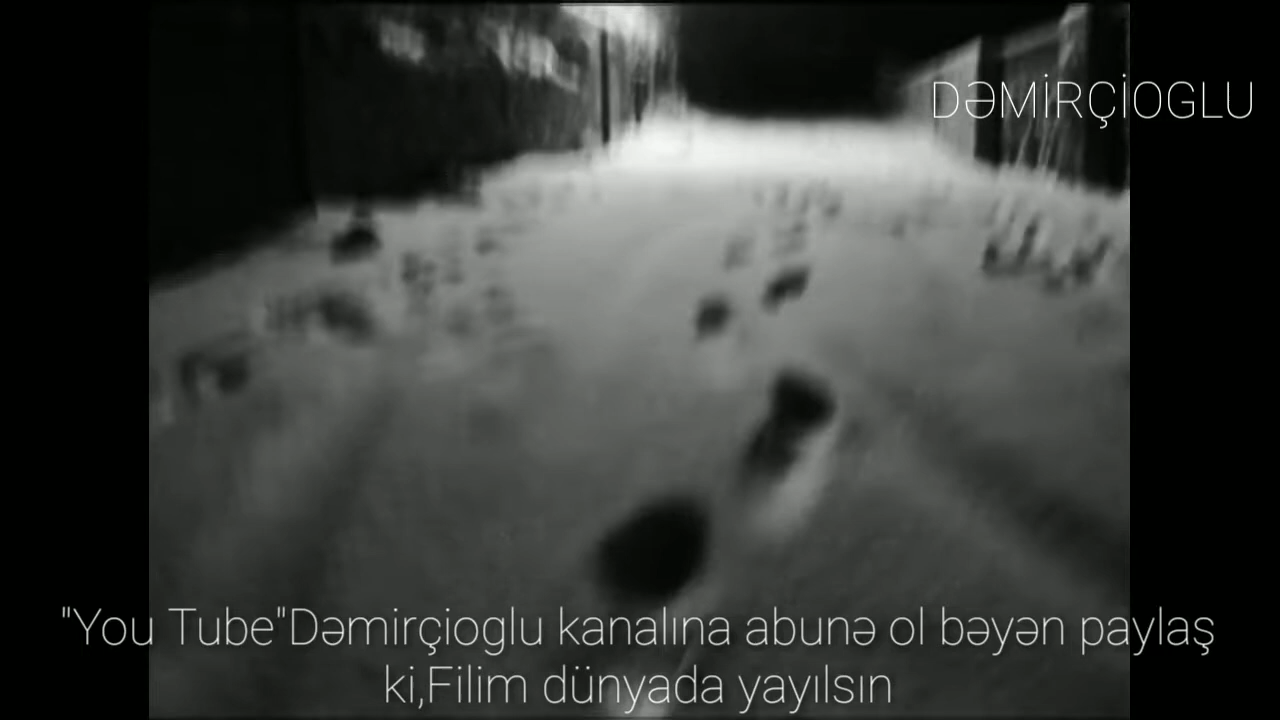 DƏMİRÇİOGLU
"You Tube"Dəmirçioglu kanalına abunə ol bəyən paylaş
ki,Filim dünyada yayılsın